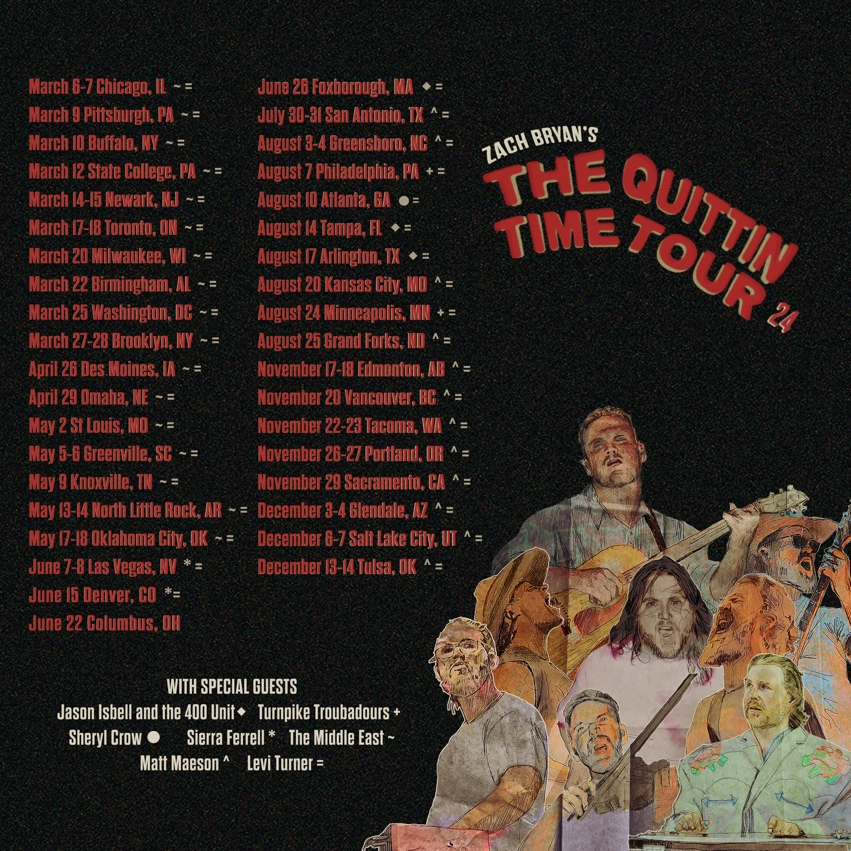 March 6-7 Chicago, IL ~ =
March 9 Pittsburgh, PA ~ =
March 10 Buffalo, NY ~ =
March 12 State College, PA ~ =
March 14-15 Newark, NJ ~ =
March 17-18 Toronto, ON ~ =
March 20 Milwaukee, WI ~ =
March 22 Birmingham, AL ~ =
March 25 Washington, DC ~ =
March 27-28 Brooklyn, NY ~ =
April 26 Des Moines, IA ~ =
April 29 Omaha, NE ~ =
May 2 St Louis, MO ~ =
May 5-6 Greenville, SC ~ =
May 9 Knoxville, TN ~ =
May 13-14 North Little Rock, AR ~ =
May 17-18 Oklahoma City, OK ~ =
June 7-8 Las Vegas, NV * =
June 15 Denver, CO *=
June 22 Columbus, OH
June 26 Foxborough, MA ◆ =
July 30-31 San Antonio, TX ^ =
August 3-4 Greensboro, NC ^ =
August 7 Philadelphia, PA + =
August 10 Atlanta, GA ●=
August 14 Tampa, FL ◆ =
August 17 Arlington, TX ◆ =
August 20 Kansas City, MO ^ =
August 24 Minneapolis, MN + =
August 25 Grand Forks, ND ^ =
November 17-18 Edmonton, AB ^ =
November 20 Vancouver, BC ^ =
November 22-23 Tacoma, WA ^ =
November 26-27 Portland, OR ^ =
November 29 Sacramento, CA ^ =
December 3-4 Glendale, AZ ^ =
December 6-7 Salt Lake City, UT ^ =
December 13-14 Tulsa, OK ^ =
ZACH BRYAN'S
THE QUITTIN
TIME TOUR 24
WITH SPECIAL GUESTS
Jason Isbell and the 400 Unit◆ Turnpike Troubadours +
Sheryl Crow ● Sierra Ferrell * The Middle East ~
Matt Maeson ^ Levi Turner =